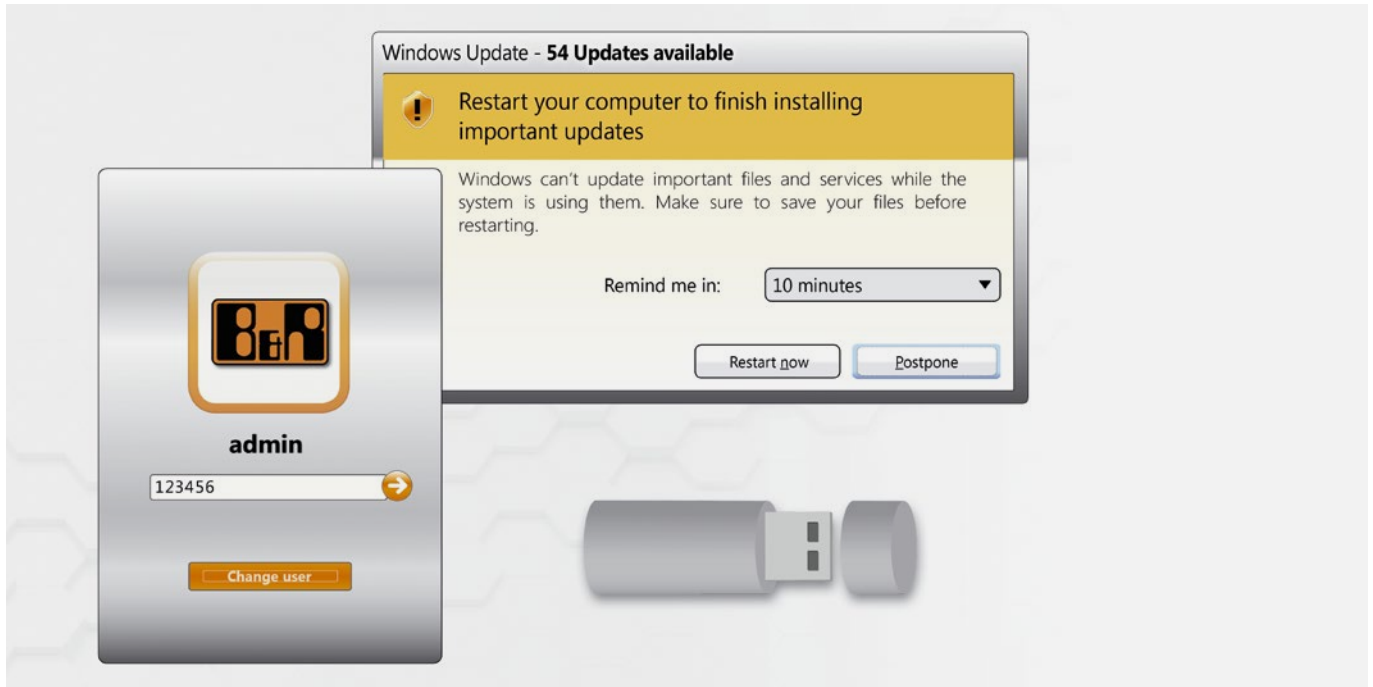 Windows Update - 54 Updates available
Restart your computer to finish installing
important updates
Windows can't update important files and services while the
system is using them. Make sure to save your files before
restarting.
Remind me in: 10 minutes
Restart now Postpone
B&R
admin
123456
Change user